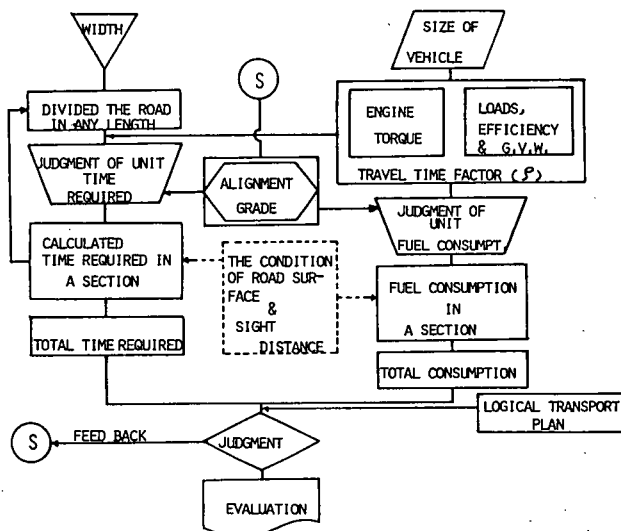 WIDTH
SIZE OF
VEHICLE
S
DIVIDED THE ROAD
IN ANY LENGTH
ENGINE
TORQUE
LOADS,
EFFICIENCY
& G.V.W.
TRAVEL TIME FACTOR (ρ)
JUDGMENT OF UNIT
TIME
REQUIRED
ALIGNMENT
GRADE
JUDGMENT OF
UNIT
FUEL CONSUMPT.
CALCULATED
TIME REQUIRED IN
A SECTION
THE CONDITION
OF ROAD SUR-
FACE
&
SIGHT
DISTANCE
FUEL CONSUMPTION
IN
A SECTION
TOTAL TIME REQUIRED
TOTAL CONSUMPTION
LOGICAL TRANSPORT
PLAN
S
FEED BACK
JUDGMENT
EVALUATION